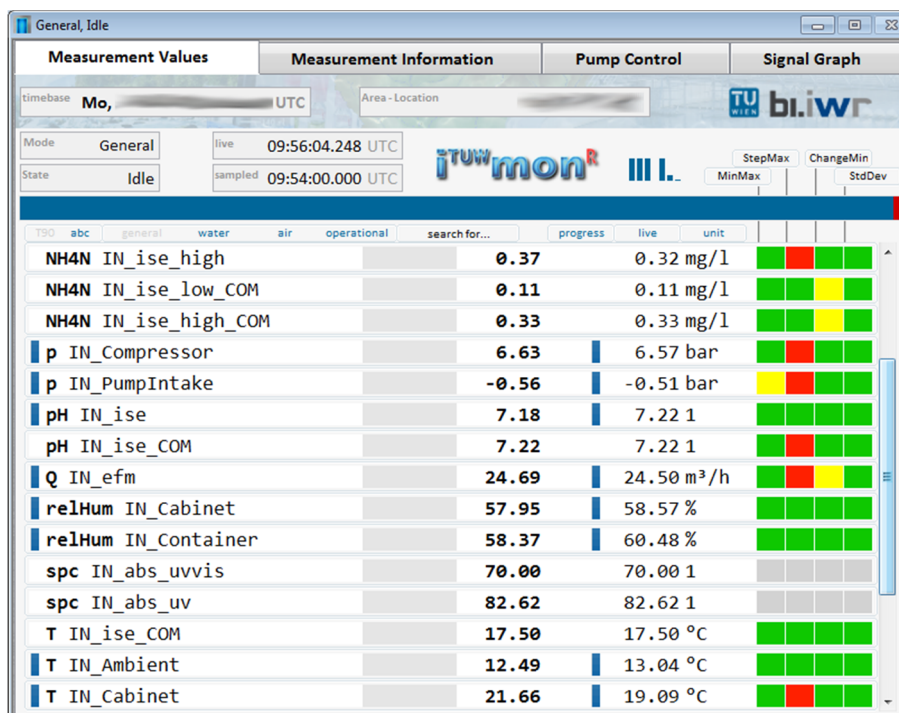 General, Idle
Measurement Values Measurement Information Pump Control Signal Graph
timebase Mo, UTC Area - Location TU WIEN bi.iwr
Mode General live 09:56:04.248 UTC iTUWmonR StepMax ChangeMin
State Idle sampled 09:54:00.000 UTC MinMax StdDev
T90 abc general water air operational search for... progress live unit
NH4N IN_ise_high 0.37 0.32 mg/l
NH4N IN_ise_low_COM 0.11 0.11 mg/l
NH4N IN_ise_high_COM 0.33 0.33 mg/l
p IN_Compressor 6.63 6.57 bar
p IN_PumpIntake -0.56 -0.51 bar
pH IN_ise 7.18 7.22 1
pH IN_ise_COM 7.22 7.22 1
Q IN_efm 24.69 24.50 m³/h
relHum IN_Cabinet 57.95 58.57 %
relHum IN_Container 58.37 60.48 %
spc IN_abs_uvvis 70.00 70.00 1
spc IN_abs_uv 82.62 82.62 1
T IN_ise_COM 17.50 17.50 °C
T IN_Ambient 12.49 13.04 °C
T IN_Cabinet 21.66 19.09 °C